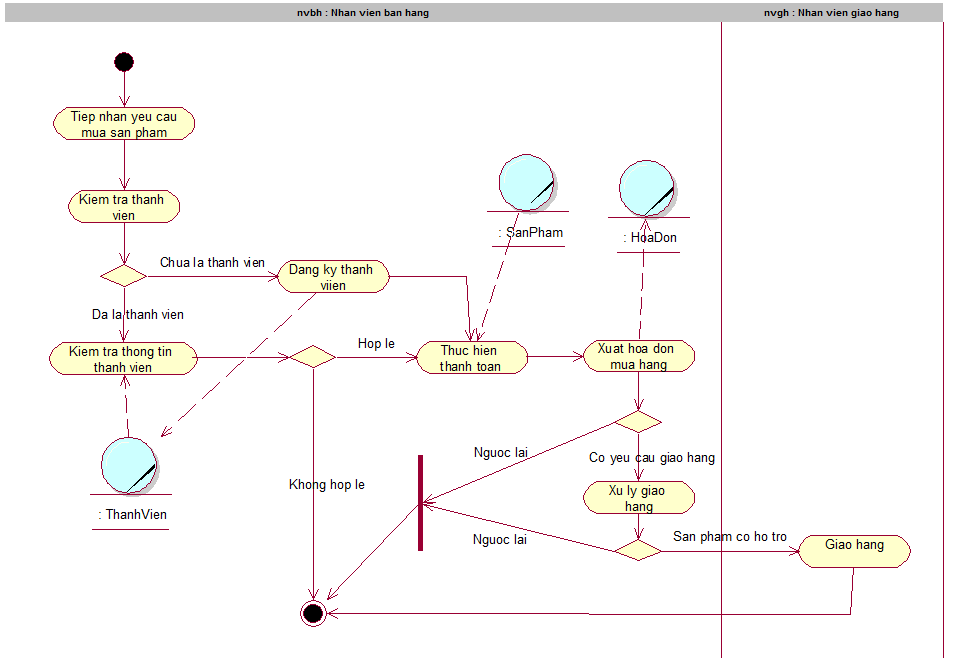 nvbh : Nhan vien ban hang
nvgh : Nhan vien giao hang
Tiep nhan yeu cau
mua san pham
Kiem tra thanh
vien
Chua la thanh vien
Dang ky thanh
viien
: SanPham
: HoaDon
Da la thanh vien
Kiem tra thong tin
thanh vien
Hop le
Thuc hien
thanh toan
Xuat hoa don
mua hang
Nguoc lai
Co yeu cau giao hang
Khong hop le
Xu ly giao
hang
: ThanhVien
Nguoc lai
San pham co ho tro
Giao hang